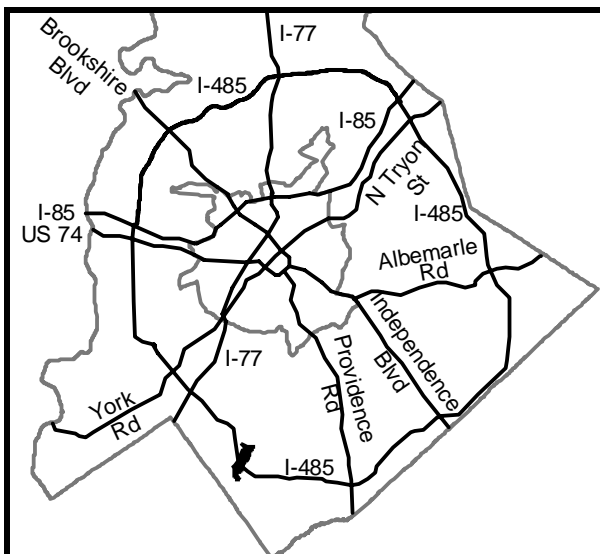 I-77
Brookshire
Blvd
I-485
I-85
N Tryon
St
I-485
I-85
US 74
Albemarle
Rd
Independence
Blvd
Providence
Rd
I-77
York
Rd
I-485